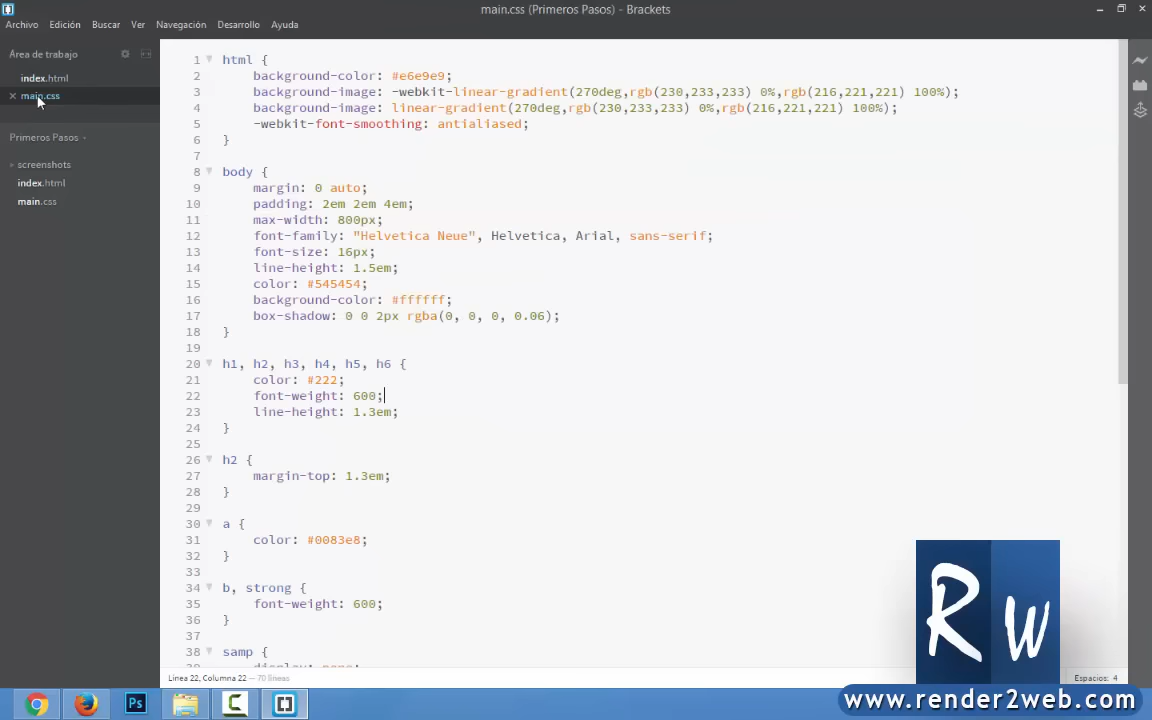 main.css (Primeros Pasos) - Brackets
Archivo Edición Buscar Ver Navegación Desarrollo Ayuda
Área de trabajo
index.html
main.css
Primeros Pasos
screenshots
index.html
main.css
1 html {
2 background-color: #e6e9e9;
3 background-image: -webkit-linear-gradient(270deg,rgb(230,233,233) 0%,rgb(216,221,221) 100%);
4 background-image: linear-gradient(270deg,rgb(230,233,233) 0%,rgb(216,221,221) 100%);
5 -webkit-font-smoothing: antialiased;
6 }
7
8 body {
9 margin: 0 auto;
10 padding: 2em 2em 4em;
11 max-width: 800px;
12 font-family: "Helvetica Neue", Helvetica, Arial, sans-serif;
13 font-size: 16px;
14 line-height: 1.5em;
15 color: #545454;
16 background-color: #ffffff;
17 box-shadow: 0 0 2px rgba(0, 0, 0, 0.06);
18 }
19
20 h1, h2, h3, h4, h5, h6 {
21 color: #222;
22 font-weight: 600;
23 line-height: 1.3em;
24 }
25
26 h2 {
27 margin-top: 1.3em;
28 }
29
30 a {
31 color: #0083e8;
32 }
33
34 b, strong {
35 font-weight: 600;
36 }
37
38 samp {
Línea 22, Columna 22 — 70 líneas
Espacios: 4
RW
Ps
www.render2web.com